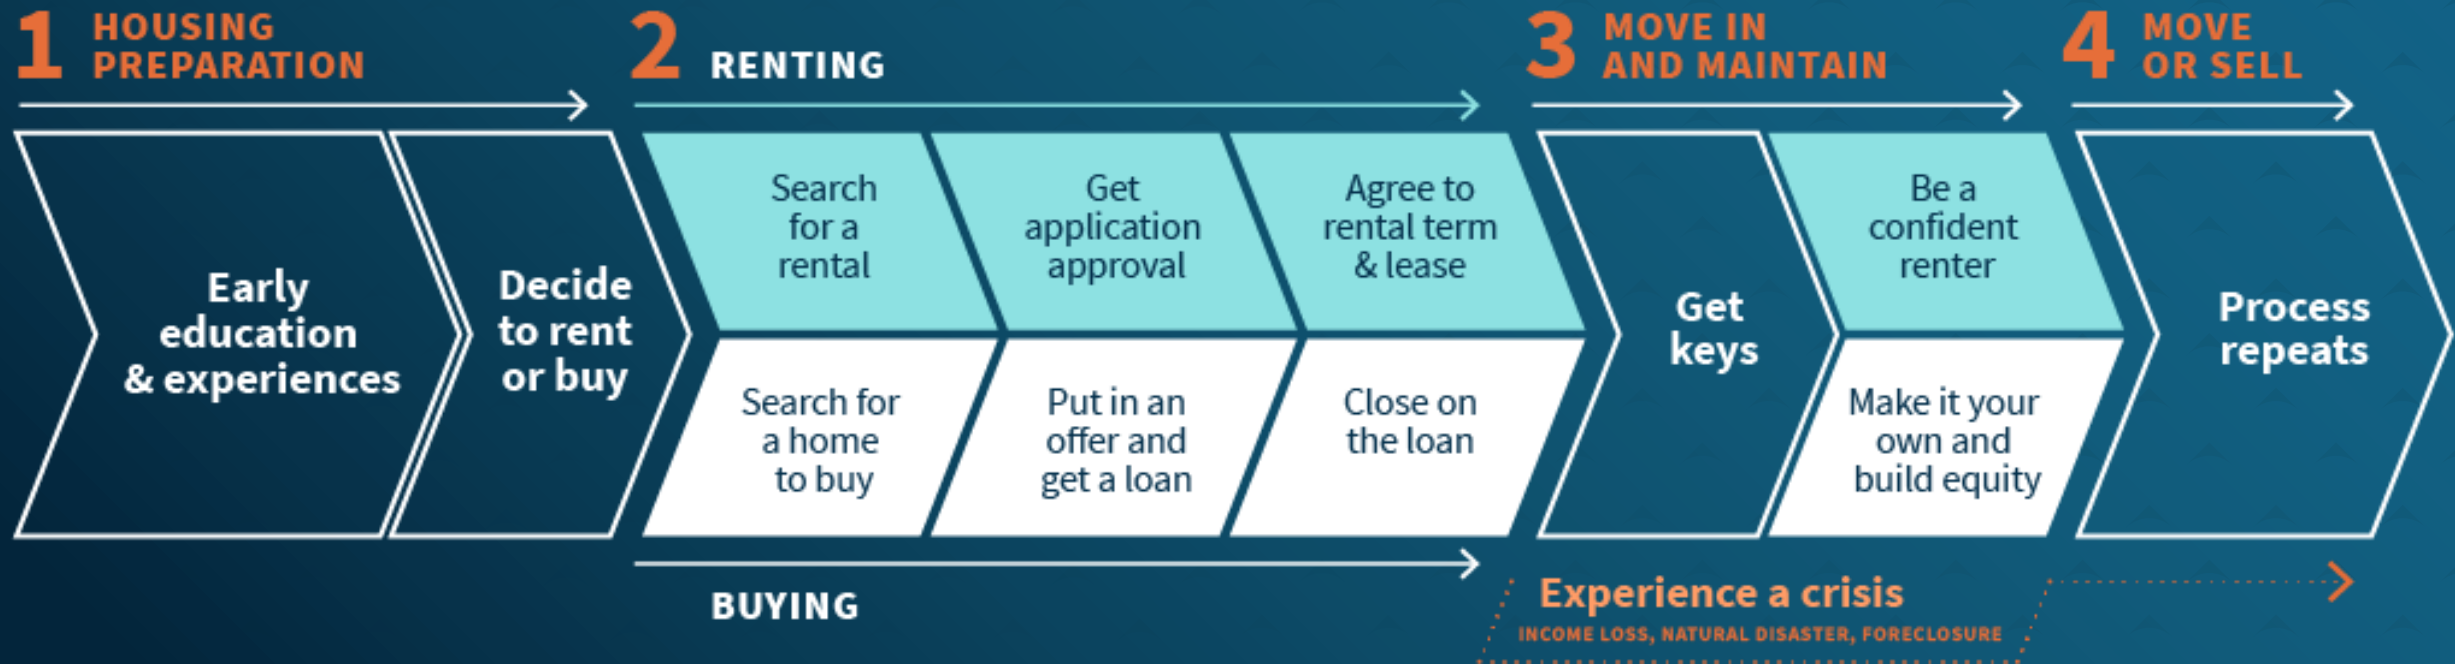 1 HOUSING
PREPARATION
Early
education
& experiences
Decide
to rent
or buy
2 RENTING
Search
for a
rental
Get
application
approval
Agree to
rental term
& lease
Search for
a home
to buy
Put in an
offer and
get a loan
Close on
the loan
BUYING
3 MOVE IN
AND MAINTAIN
Get
keys
Be a
confident
renter
Make it your
own and
build equity
Experience a crisis
INCOME LOSS, NATURAL DISASTER, FORECLOSURE
4 MOVE
OR SELL
Process
repeats